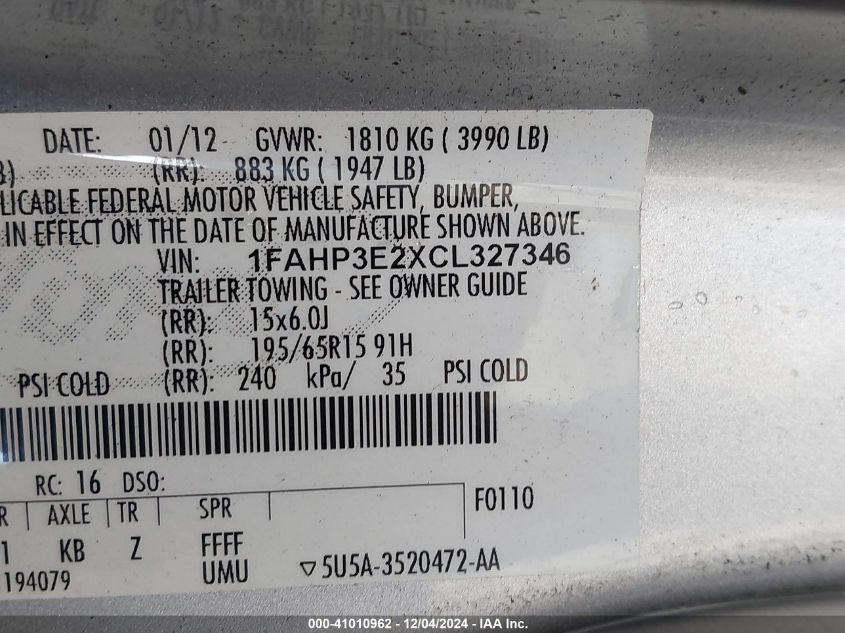 DATE: 01/12 GVWR: 1810 KG ( 3990 LB)
(RR): 883 KG ( 1947 LB)
LICABLE FEDERAL MOTOR VEHICLE SAFETY, BUMPER,
IN EFFECT ON THE DATE OF MANUFACTURE SHOWN ABOVE.
VIN: 1FAHP3E2XCL327346
TRAILER TOWING - SEE OWNER GUIDE
(RR): 15x6.0J
(RR): 195/65R15 91H
PSI COLD (RR): 240 kPa/ 35 PSI COLD
RC: 16 DSO:
R AXLE TR SPR F0110
1 KB Z FFFF
194079 UMU ▽5U5A-3520472-AA
000-41010962 - 12/04/2024 - IAA Inc.